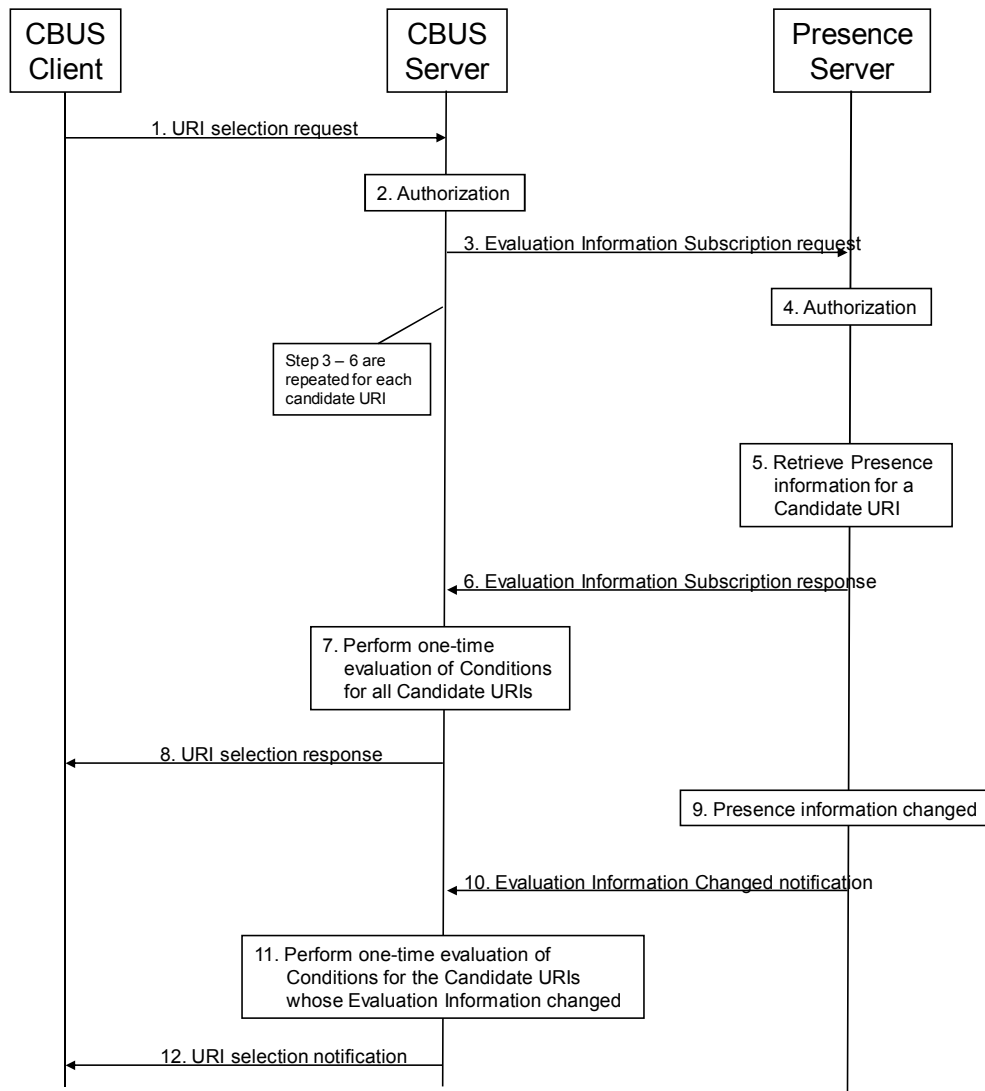 CBUS
Client
CBUS
Server
Presence
Server
1. URI selection request
2. Authorization
3. Evaluation Information Subscription request
4. Authorization
Step 3 – 6 are
repeated for each
candidate URI
5. Retrieve Presence
information for a
Candidate URI
6. Evaluation Information Subscription response
7. Perform one-time
evaluation of Conditions
for all Candidate URIs
8. URI selection response
9. Presence information changed
10. Evaluation Information Changed notification
11. Perform one-time evaluation of
Conditions for the Candidate URIs
whose Evaluation Information changed
12. URI selection notification